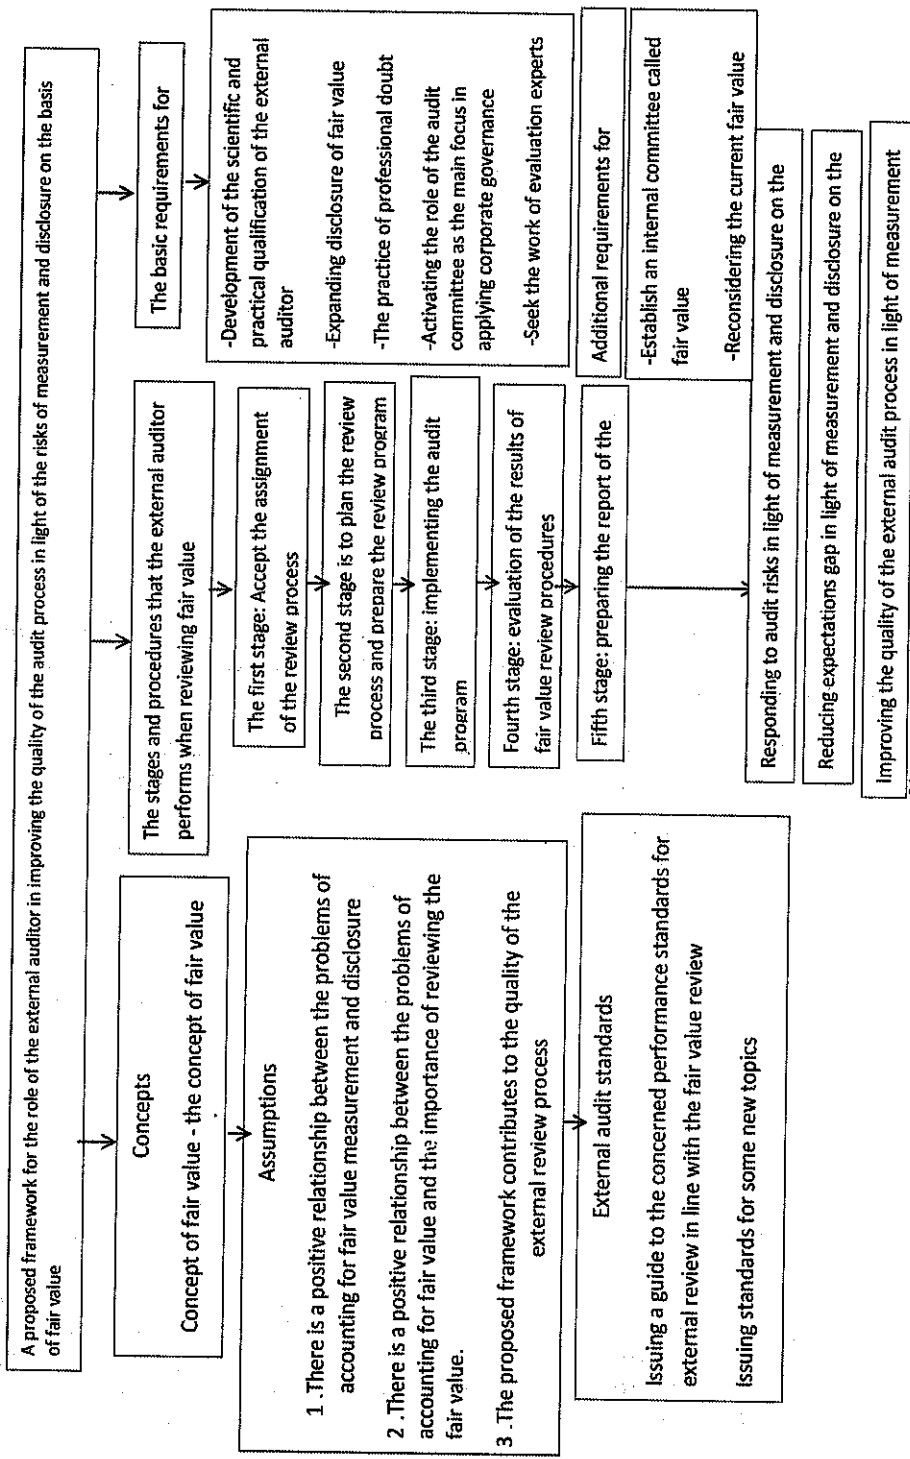 A proposed framework for the role of the external auditor in improving the quality of the audit process in light of the risks of measurement and disclosure on the basis
of fair value
Concepts
Concept of fair value - the concept of fair value
Assumptions
1 .There is a positive relationship between the problems of
accounting for fair value measurement and disclosure
2 .There is a positive relationship between the problems of
accounting for fair value and the importance of reviewing the
fair value.
3 .The proposed framework contributes to the quality of the
external review process
External audit standards
Issuing a guide to the concerned performance standards for
external review in line with the fair value review
Issuing standards for some new topics
The stages and procedures that the external auditor
performs when reviewing fair value
The first stage: Accept the assignment
of the review process
The second stage is to plan the review
process and prepare the review program
The third stage: implementing the audit
program
Fourth stage: evaluation of the results of
fair value review procedures
Fifth stage: preparing the report of the
The basic requirements for
-Development of the scientific and
practical qualification of the external
auditor
-Expanding disclosure of fair value
-The practice of professional doubt
-Activating the role of the audit
committee as the main focus in
applying corporate governance
-Seek the work of evaluation experts
Additional requirements for
-Establish an internal committee called
fair value
-Reconsidering the current fair value
Responding to audit risks in light of measurement and disclosure on the
Reducing expectations gap in light of measurement and disclosure on the
Improving the quality of the external audit process in light of measurement